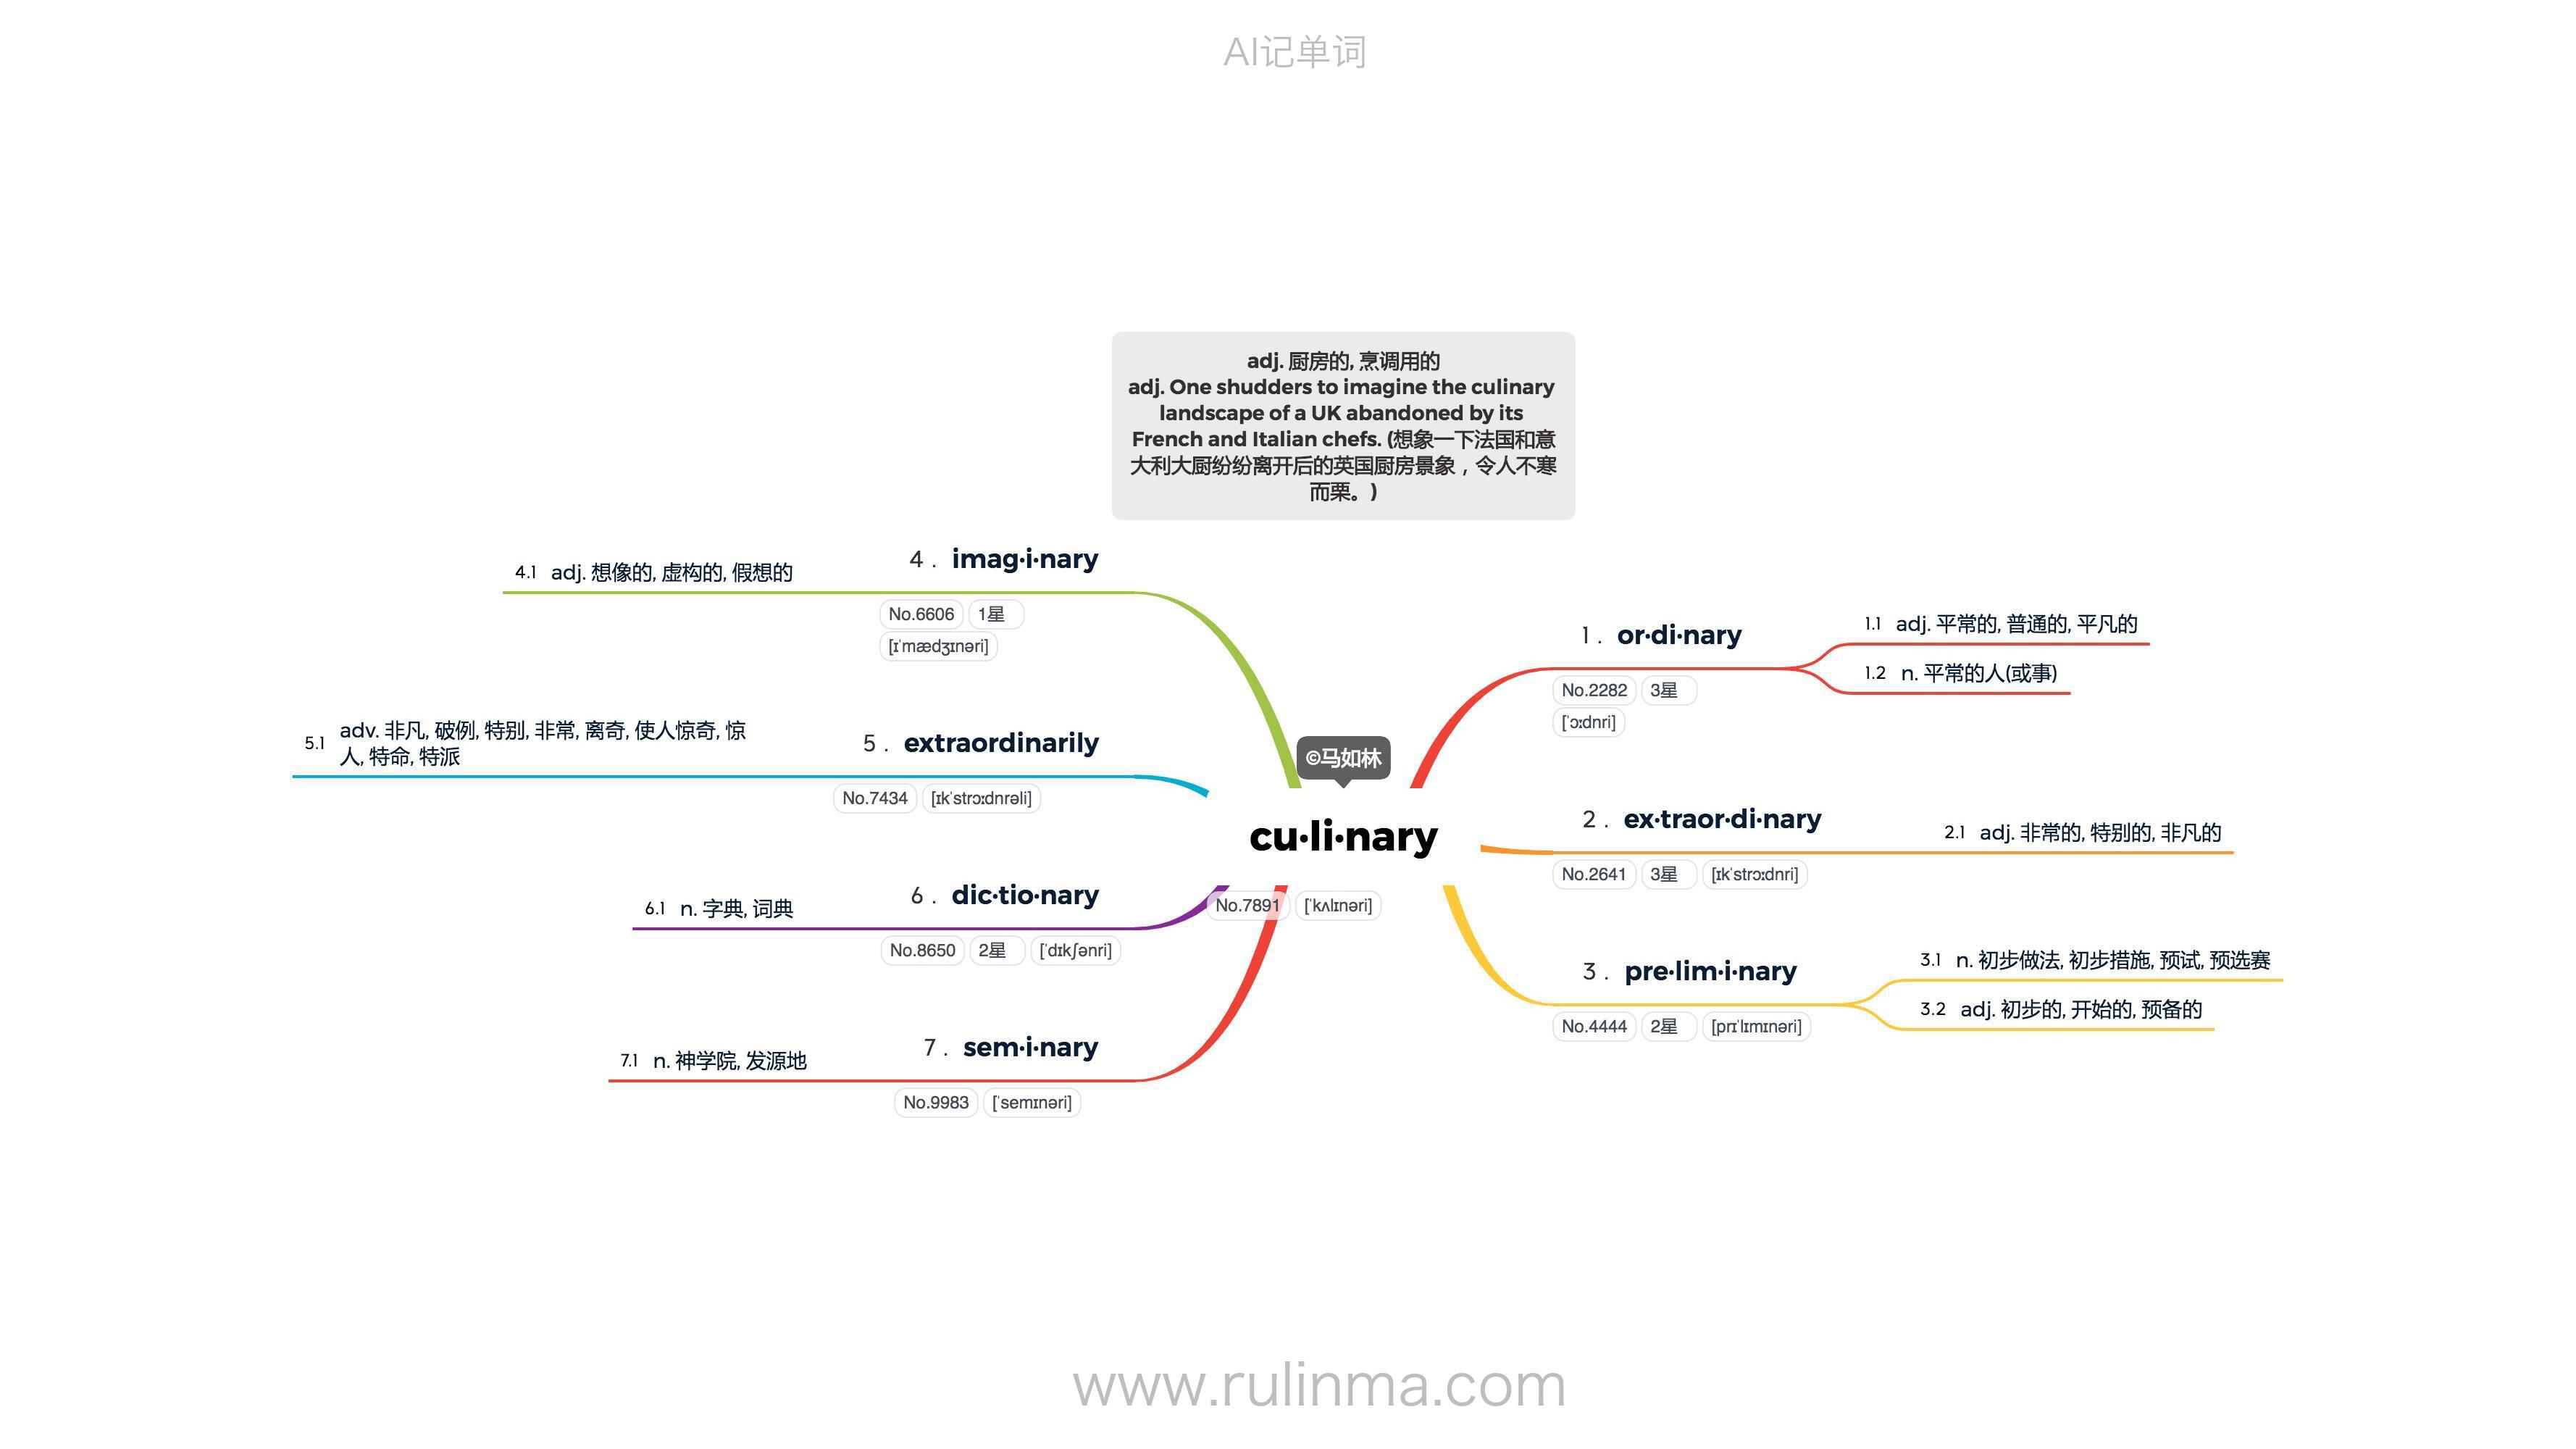 AI记单词
adj. 厨房的, 烹调用的
adj. One shudders to imagine the culinary
landscape of a UK abandoned by its
French and Italian chefs. (想象一下法国和意
大利大厨纷纷离开后的英国厨房景象，令人不寒
而栗。)
©马如林
cu·li·nary
No.7891 [ˈkʌlɪnəri]
1 . or·di·nary
No.2282 3星
[ˈɔːdnri]
1.1 adj. 平常的, 普通的, 平凡的
1.2 n. 平常的人(或事)
2 . ex·traor·di·nary
No.2641 3星 [ɪkˈstrɔːdnri]
2.1 adj. 非常的, 特别的, 非凡的
3 . pre·lim·i·nary
No.4444 2星 [prɪˈlɪmɪnəri]
3.1 n. 初步做法, 初步措施, 预试, 预选赛
3.2 adj. 初步的, 开始的, 预备的
4 . imag·i·nary
No.6606 1星
[ɪˈmædʒɪnəri]
4.1 adj. 想像的, 虚构的, 假想的
5 . extraordinarily
No.7434 [ɪkˈstrɔːdnrəli]
5.1 adv. 非凡, 破例, 特别, 非常, 离奇, 使人惊奇, 惊
人, 特命, 特派
6 . dic·tio·nary
No.8650 2星 [ˈdɪkʃənri]
6.1 n. 字典, 词典
7 . sem·i·nary
No.9983 [ˈsemɪnəri]
7.1 n. 神学院, 发源地
www.rulinma.com